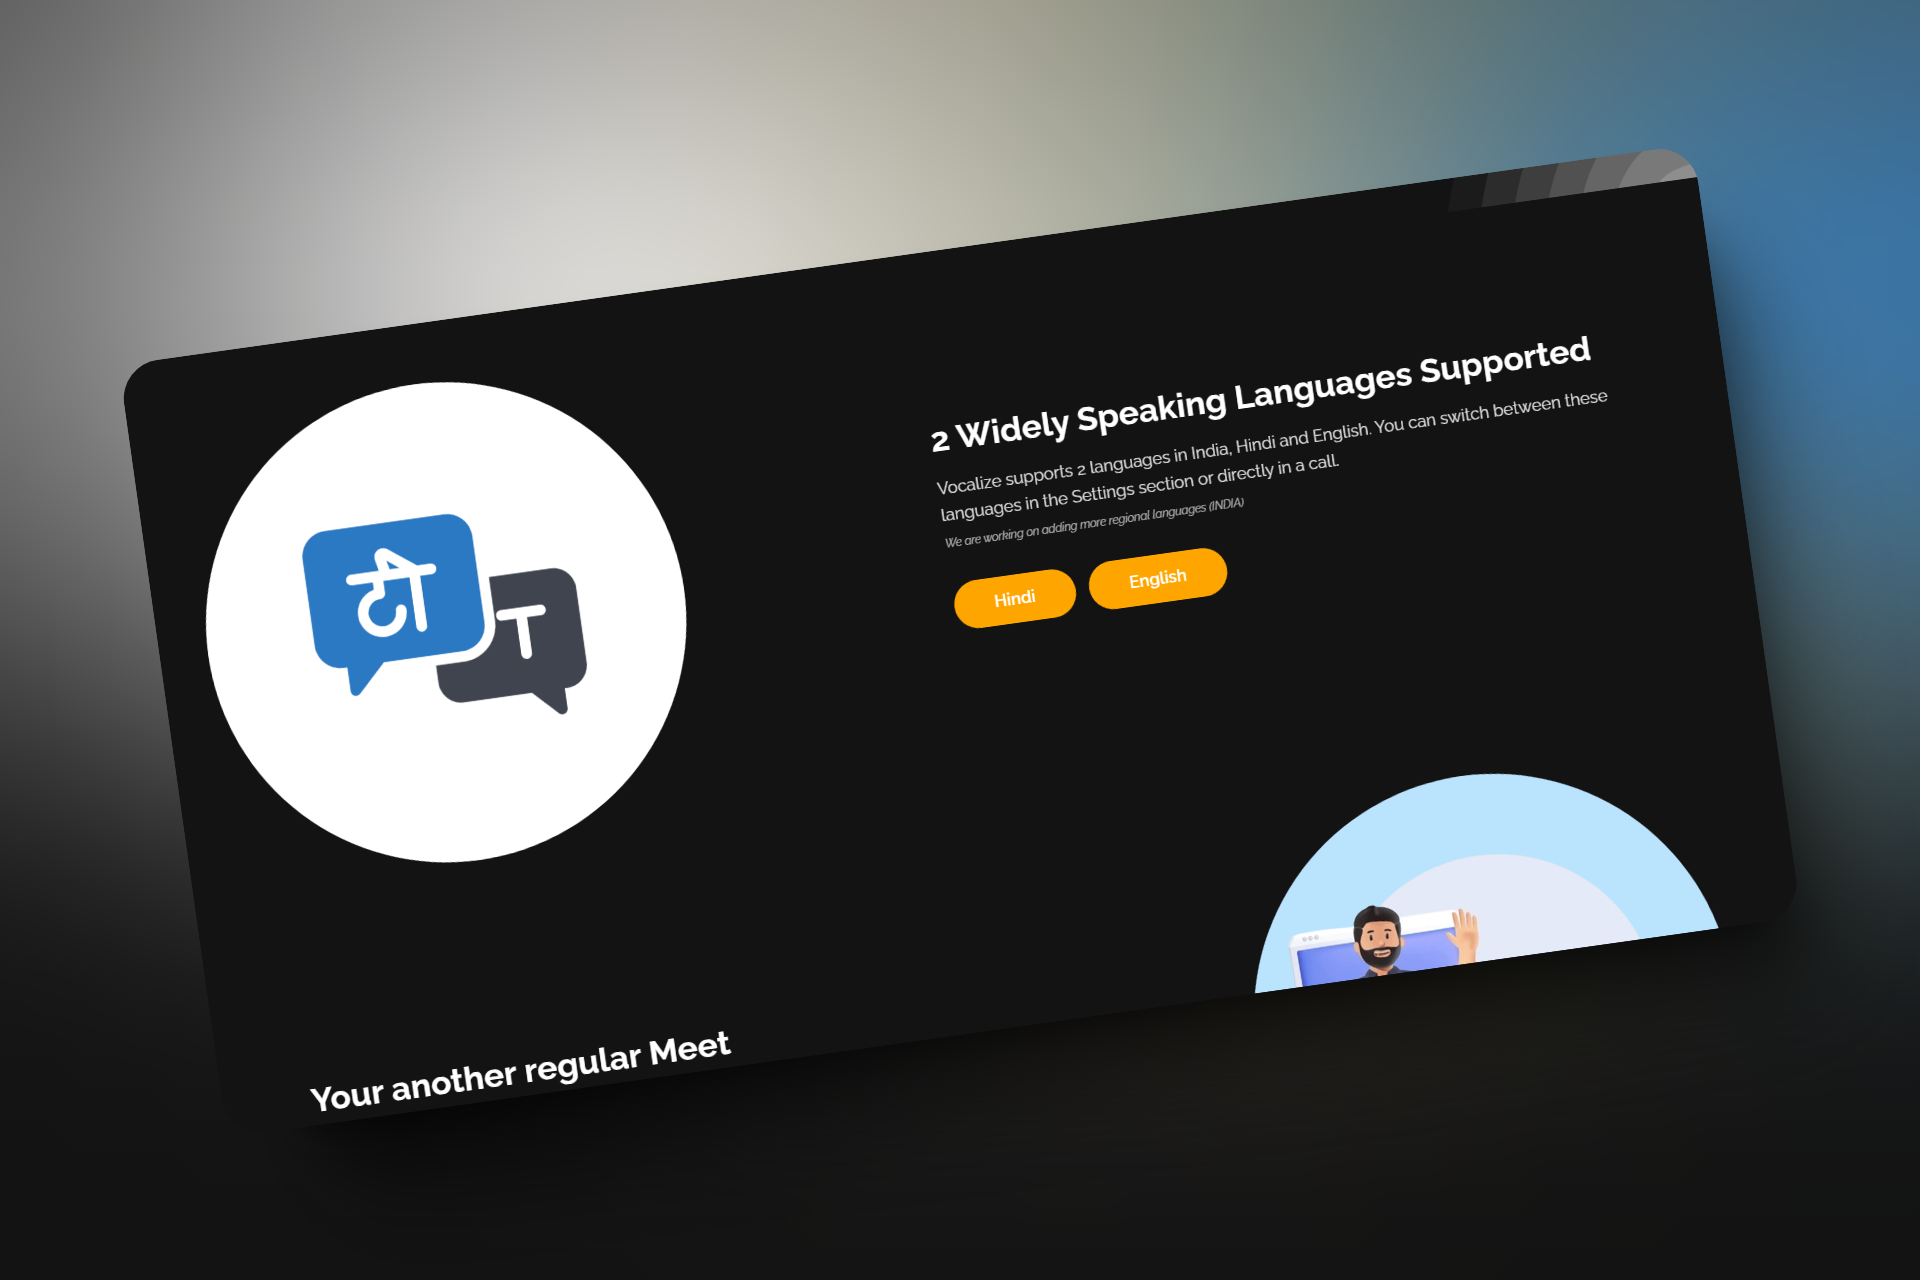 2 Widely Speaking Languages Supported
Vocalize supports 2 languages in India, Hindi and English. You can switch between these
languages in the Settings section or directly in a call.
We are working on adding more regional languages (INDIA)
Hindi
English
टी
T
Your another regular Meet